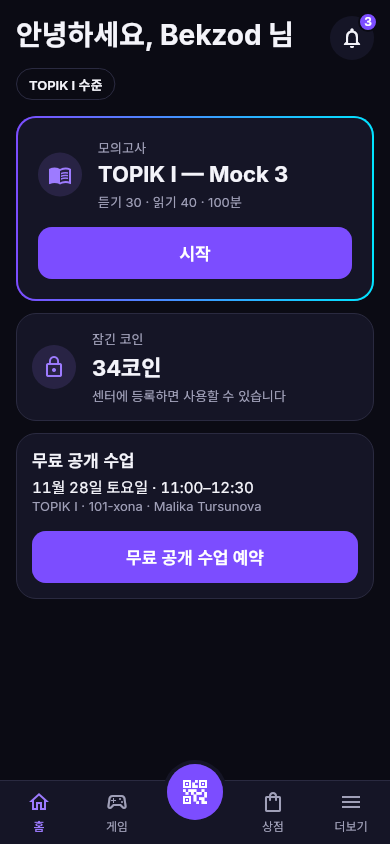 안녕하세요, Bekzod 님
3
TOPIK I 수준
모의고사
TOPIK I — Mock 3
듣기 30 · 읽기 40 · 100분
시작
잠긴 코인
34코인
센터에 등록하면 사용할 수 있습니다
무료 공개 수업
11월 28일 토요일 · 11:00–12:30
TOPIK I · 101-xona · Malika Tursunova
무료 공개 수업 예약
홈
게임
상점
더보기